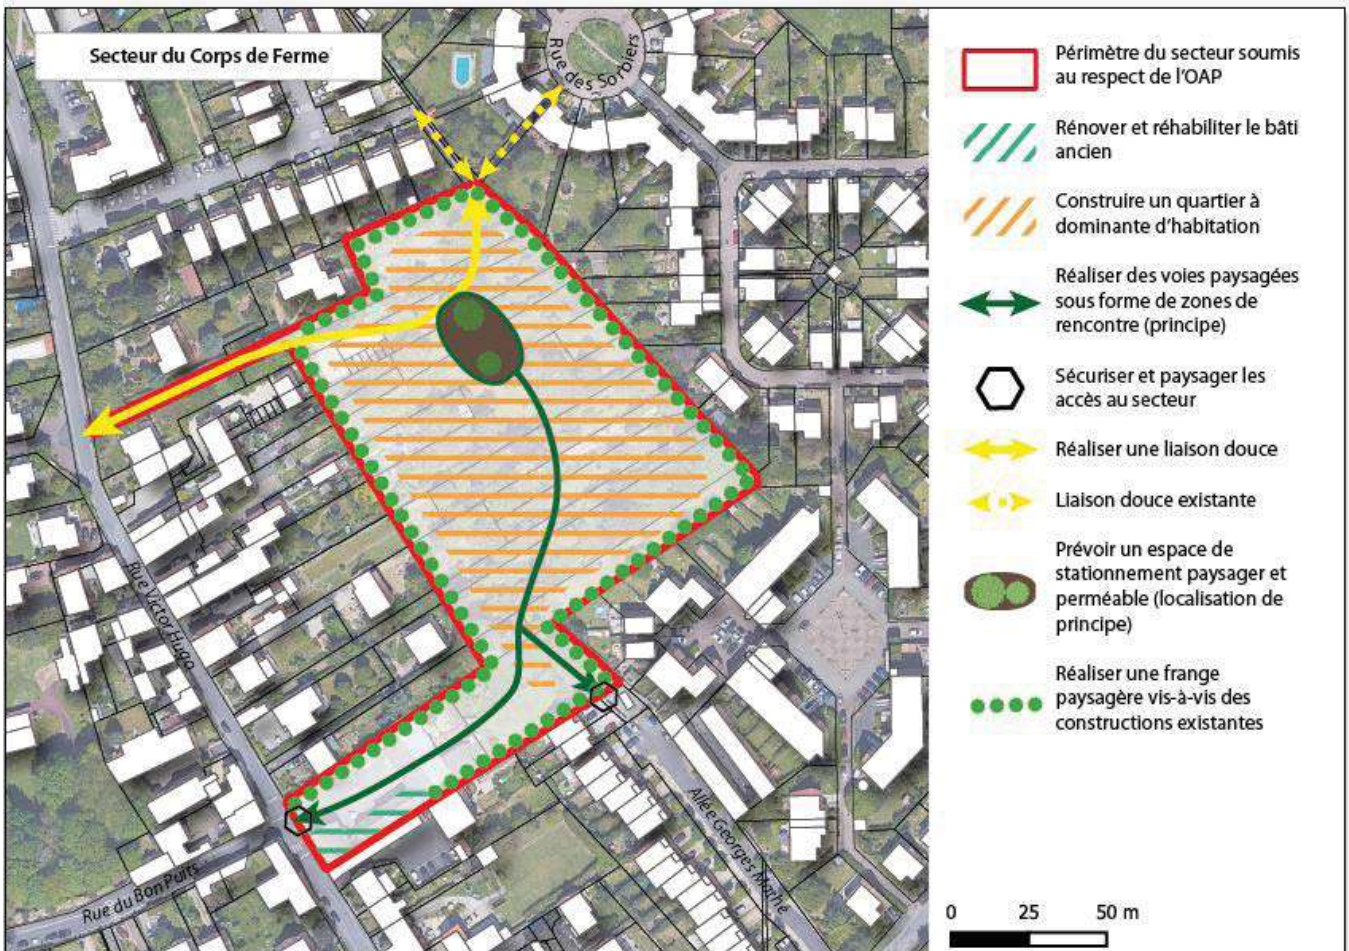 Secteur du Corps de Ferme
Rue des Sorbiers
Rue Victor Hugo
Rue du Bon Puits
Allée Georges Mathé
Périmètre du secteur soumis
au respect de l'OAP
Rénover et réhabiliter le bâti
ancien
Construire un quartier à
dominante d'habitation
Réaliser des voies paysagées
sous forme de zones de
rencontre (principe)
Sécuriser et paysager les
accès au secteur
Réaliser une liaison douce
Liaison douce existante
Prévoir un espace de
stationnement paysager et
perméable (localisation de
principe)
Réaliser une frange
paysagère vis-à-vis des
constructions existantes
0 25 50 m